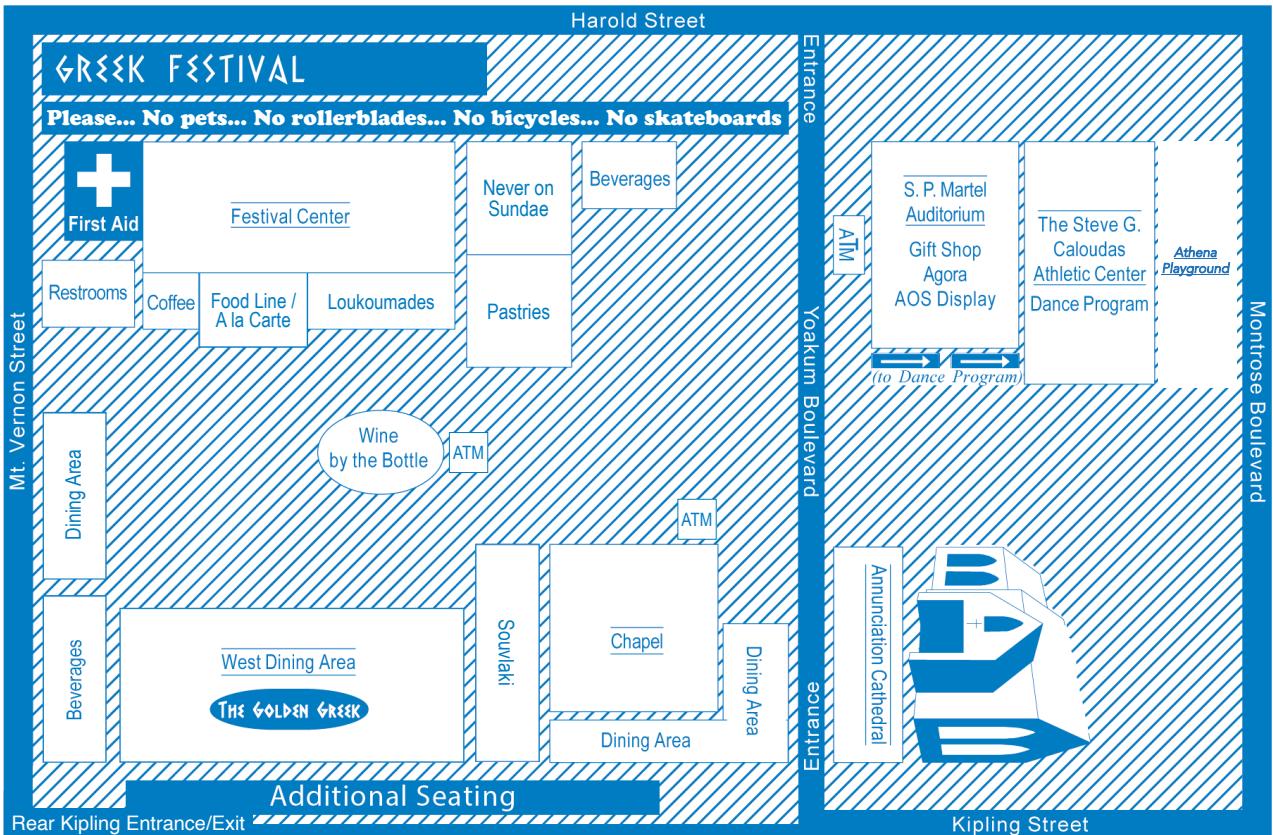 Harold Street
GREEK FESTIVAL
Please... No pets... No rollerblades... No bicycles... No skateboards
Entrance
First Aid
Festival Center
Never on
Sundae
Beverages
Restrooms
Coffee
Food Line /
A la Carte
Loukoumades
Pastries
ATM
S. P. Martel
Auditorium
Gift Shop
Agora
AOS Display
(to Dance Program)
The Steve G.
Caloudas
Athletic Center
Dance Program
Athena
Playground
Mt. Vernon Street
Yoakum Boulevard
Montrose Boulevard
Wine
by the Bottle
ATM
Dining Area
ATM
Beverages
West Dining Area
THE GOLDEN GREEK
Souvlaki
Chapel
Dining Area
Dining Area
Entrance
Annunciation Cathedral
Additional Seating
Rear Kipling Entrance/Exit
Kipling Street